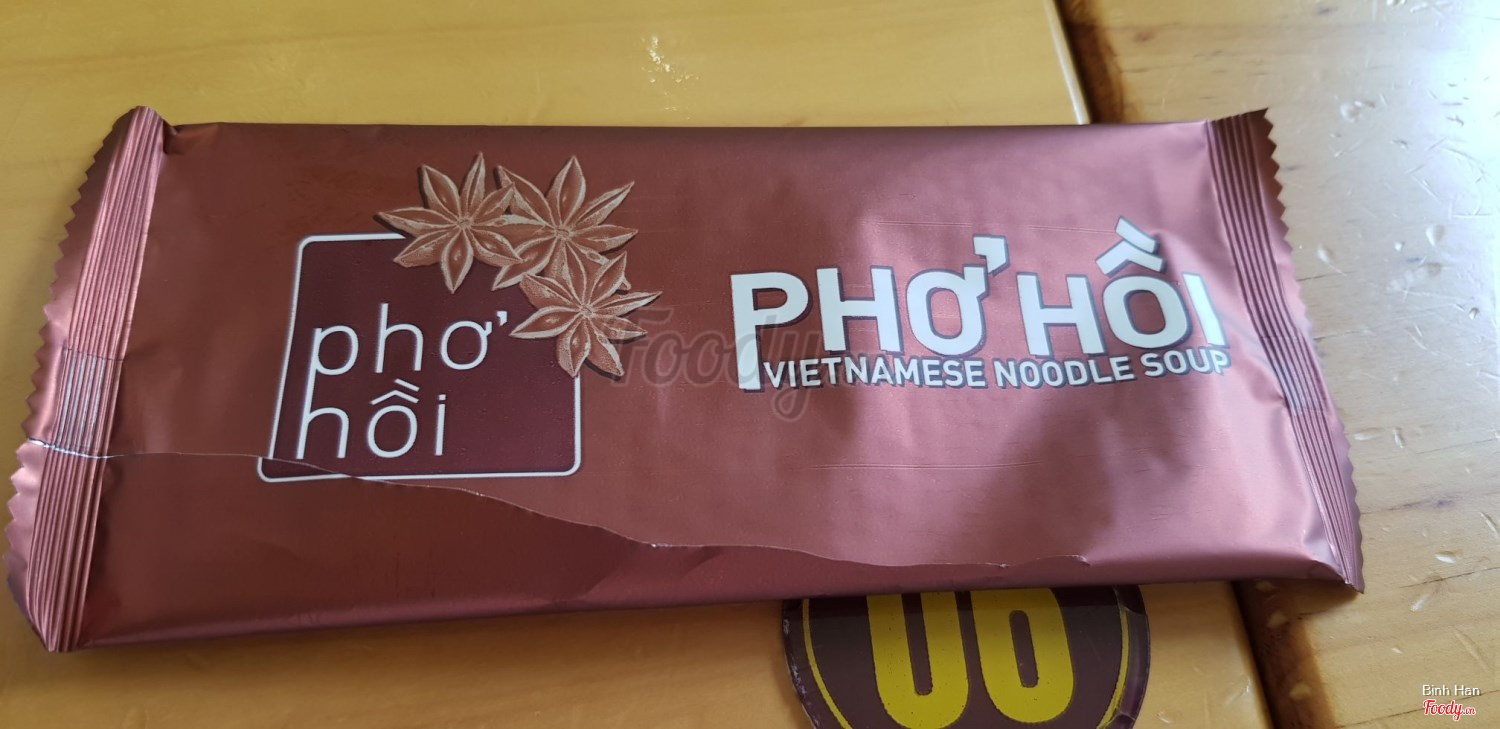 phở
hồi
PHỞ HỒI
VIETNAMESE NOODLE SOUP
Foody
06
Binh Han
Foody.vn